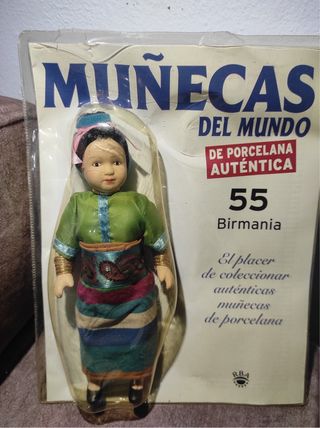 MUÑECAS
DEL MUNDO
DE PORCELANA
AUTÉNTICA
55
Birmania
El placer
de coleccionar
auténticas
muñecas
de porcelana
RBA